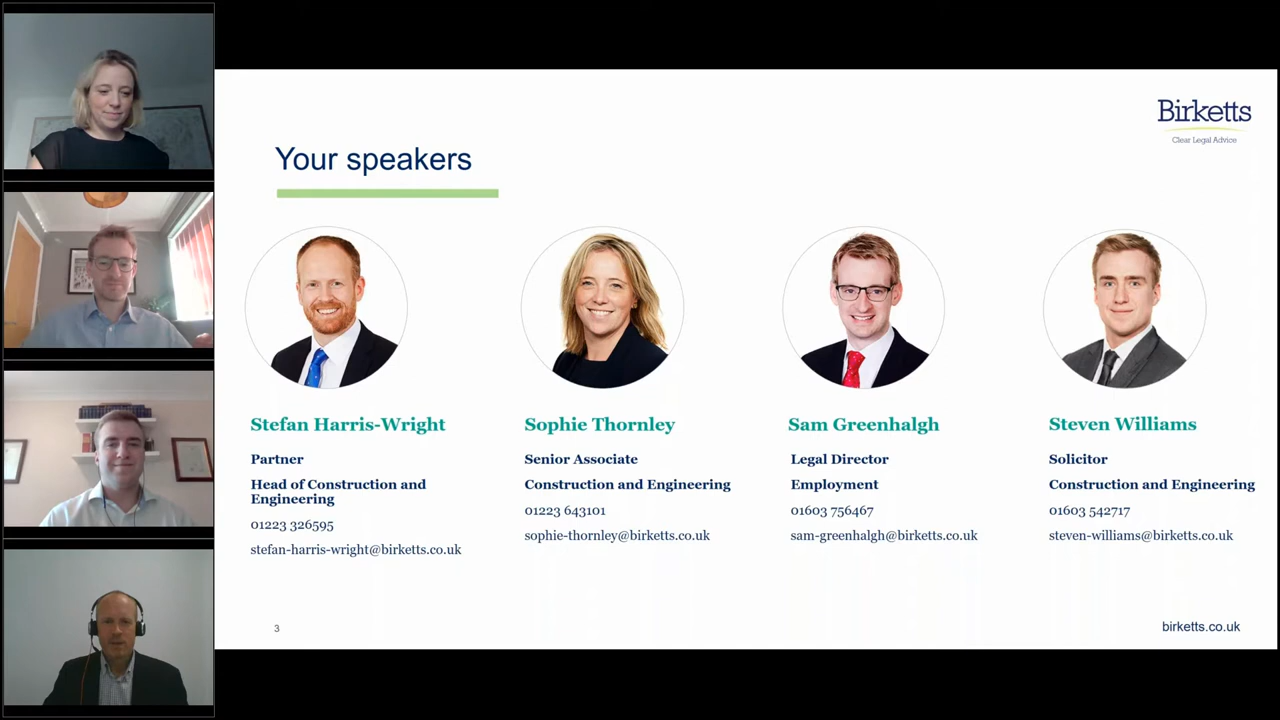 Birketts
Clear Legal Advice
Your speakers
Stefan Harris-Wright
Partner
Head of Construction and
Engineering
01223 326595
stefan-harris-wright@birketts.co.uk
Sophie Thornley
Senior Associate
Construction and Engineering
01223 643101
sophie-thornley@birketts.co.uk
Sam Greenhalgh
Legal Director
Employment
01603 756467
sam-greenhalgh@birketts.co.uk
Steven Williams
Solicitor
Construction and Engineering
01603 542717
steven-williams@birketts.co.uk
3
birketts.co.uk